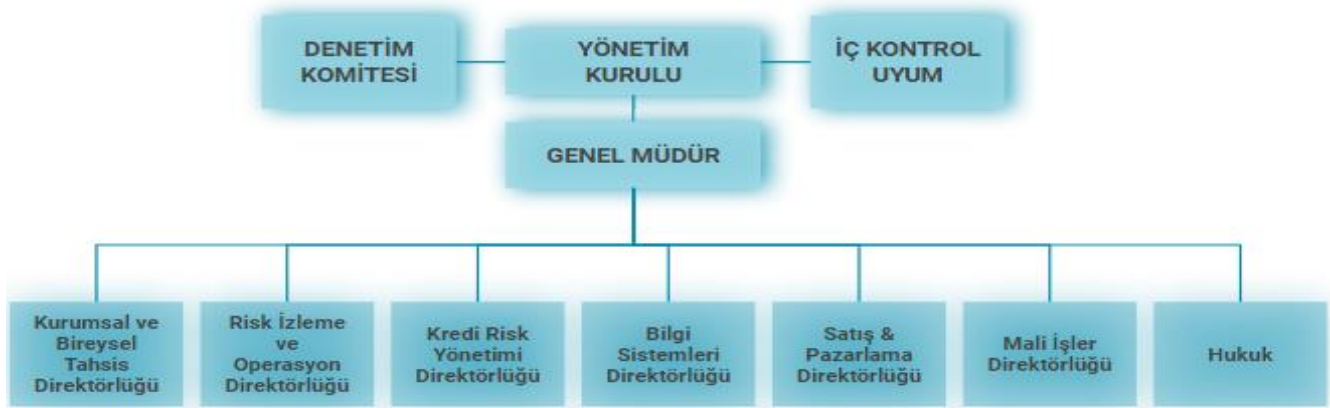 DENETİM
KOMİTESİ
YÖNETİM
KURULU
İÇ KONTROL
UYUM
GENEL MÜDÜR
Kurumsal ve
Bireysel
Tahsis
Direktörlüğü
Risk İzleme
ve
Operasyon
Direktörlüğü
Kredi Risk
Yönetimi
Direktörlüğü
Bilgi
Sistemleri
Direktörlüğü
Satış &
Pazarlama
Direktörlüğü
Mali İşler
Direktörlüğü
Hukuk